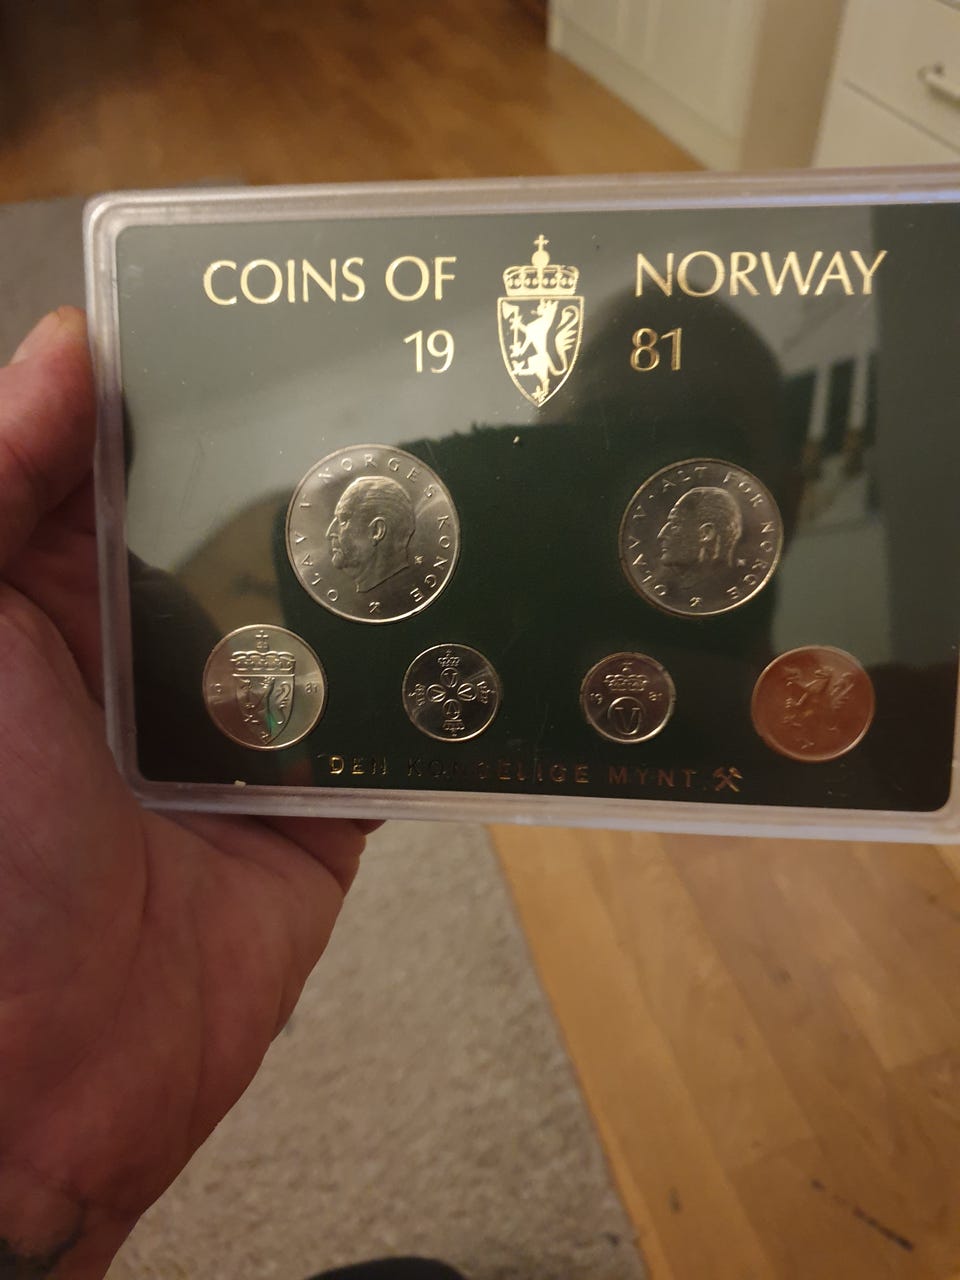 COINS OF NORWAY
19 81
OLAV V NORGES KONGE
OLAV V · ALT FOR NORGE
19 81
19 81
V
DEN KONGELIGE MYNT